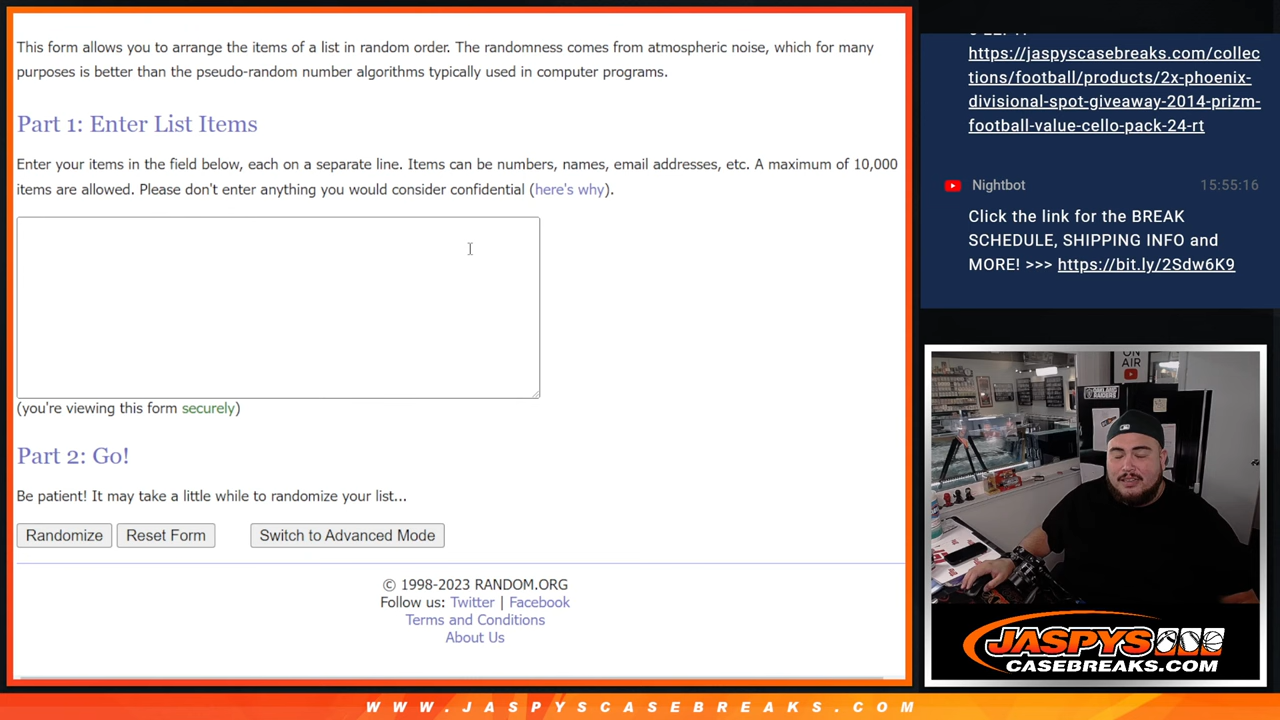 This form allows you to arrange the items of a list in random order. The randomness comes from atmospheric noise, which for many
purposes is better than the pseudo-random number algorithms typically used in computer programs.
Part 1: Enter List Items
Enter your items in the field below, each on a separate line. Items can be numbers, names, email addresses, etc. A maximum of 10,000
items are allowed. Please don't enter anything you would consider confidential (here's why).
(you're viewing this form securely)
Part 2: Go!
Be patient! It may take a little while to randomize your list...
Randomize Reset Form Switch to Advanced Mode
© 1998-2023 RANDOM.ORG
Follow us: Twitter | Facebook
Terms and Conditions
About Us
https://jaspyscasebreaks.com/collec
tions/football/products/2x-phoenix-
divisional-spot-giveaway-2014-prizm-
football-value-cello-pack-24-rt
Nightbot 15:55:16
Click the link for the BREAK
SCHEDULE, SHIPPING INFO and
MORE! >>> https://bit.ly/2Sdw6K9
ON
AIR
JASPYS
CASEBREAKS.COM
WWW.JASPYSCASEBREAKS.COM